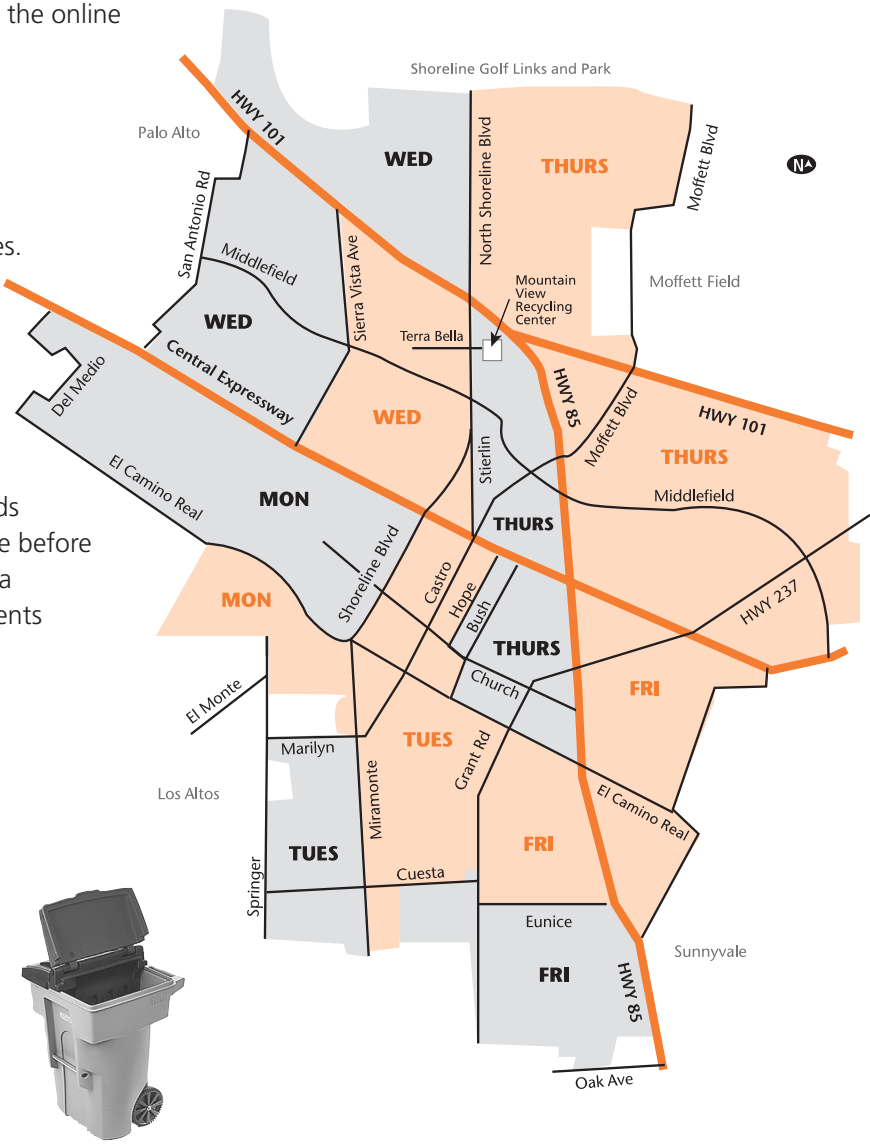 the online
es.
ds
e before
a
ents
Shoreline Golf Links and Park
Palo Alto
HWY 101
WED
THURS
North Shoreline Blvd
Moffett Blvd
N
San Antonio Rd
Middlefield
Sierra Vista Ave
Moffett Field
Mountain
View
Recycling
Center
Terra Bella
WED
Central Expressway
Del Medio
WED
HWY 85
Moffett Blvd
HWY 101
THURS
Middlefield
El Camino Real
MON
Stierlin
THURS
Shoreline Blvd
Castro
Hope
Bush
MON
THURS
HWY 237
Church
El Monte
FRI
Marilyn
TUES
Grant Rd
Los Altos
Miramonte
El Camino Real
TUES
FRI
Springer
Cuesta
Eunice
Sunnyvale
FRI
HWY 85
Oak Ave